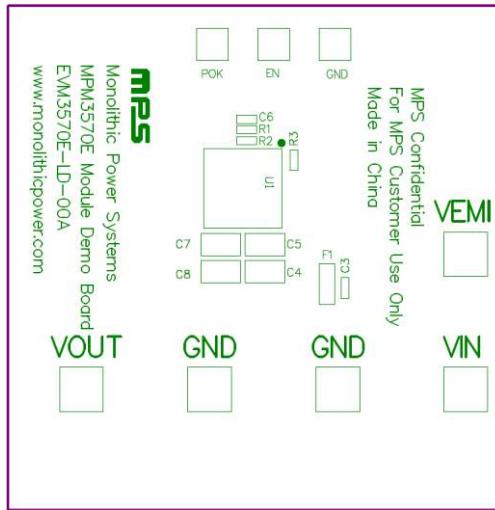 POK
EN
GND
C6
R1
R2
R3
U1
C7
C5
C8
C4
F1
C3
mps
Monolithic Power Systems
MPM3570E Module Demo Board
EVM3570E-LD-00A
www.monolithicpower.com
MPS Confidential
For MPS Customer Use Only
Made in China
VEMI
VOUT
GND
GND
VIN